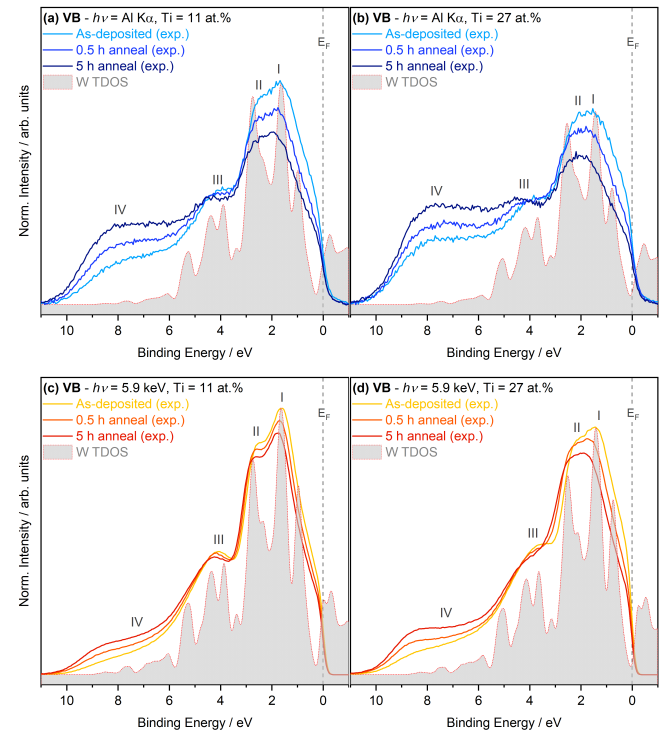 (a) VB - hν = Al Kα, Ti = 11 at.%
As-deposited (exp.)
0.5 h anneal (exp.)
5 h anneal (exp.)
W TDOS
E_F
I
II
III
IV
Norm. Intensity / arb. units
10 8 6 4 2 0
Binding Energy / eV
(b) VB - hν = Al Kα, Ti = 27 at.%
As-deposited (exp.)
0.5 h anneal (exp.)
5 h anneal (exp.)
W TDOS
E_F
I
II
III
IV
10 8 6 4 2 0
Binding Energy / eV
(c) VB - hν = 5.9 keV, Ti = 11 at.%
As-deposited (exp.)
0.5 h anneal (exp.)
5 h anneal (exp.)
W TDOS
E_F
I
II
III
IV
Norm. Intensity / arb. units
10 8 6 4 2 0
Binding Energy / eV
(d) VB - hν = 5.9 keV, Ti = 27 at.%
As-deposited (exp.)
0.5 h anneal (exp.)
5 h anneal (exp.)
W TDOS
E_F
I
II
III
IV
10 8 6 4 2 0
Binding Energy / eV